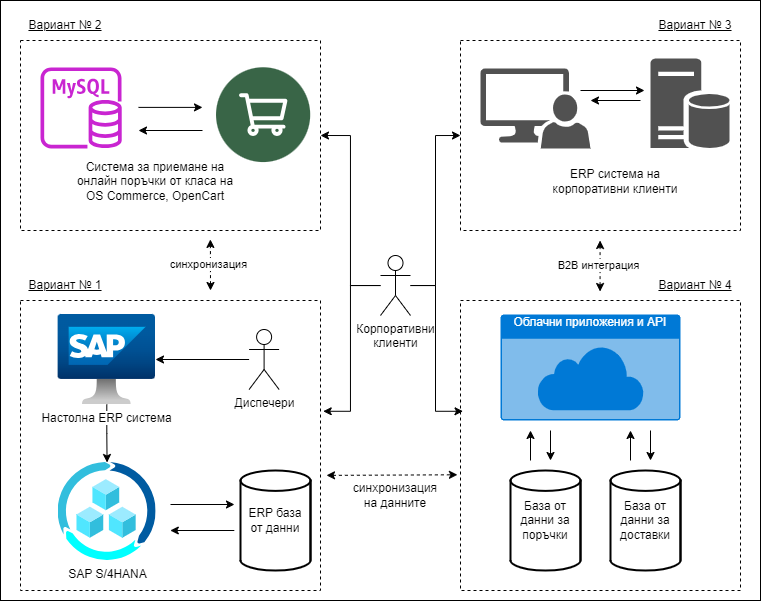 Вариант № 2
MySQL
Система за приемане на
онлайн поръчки от класа на
OS Commerce, OpenCart
Вариант № 3
ERP система на
корпоративни клиенти
синхронизация
B2B интеграция
Корпоративни
клиенти
Вариант № 1
SAP
Настолна ERP система
Диспечери
SAP S/4HANA
ERP база
от данни
синхронизация
на данните
Вариант № 4
Облачни приложения и API
База от
данни за
поръчки
База от
данни за
доставки